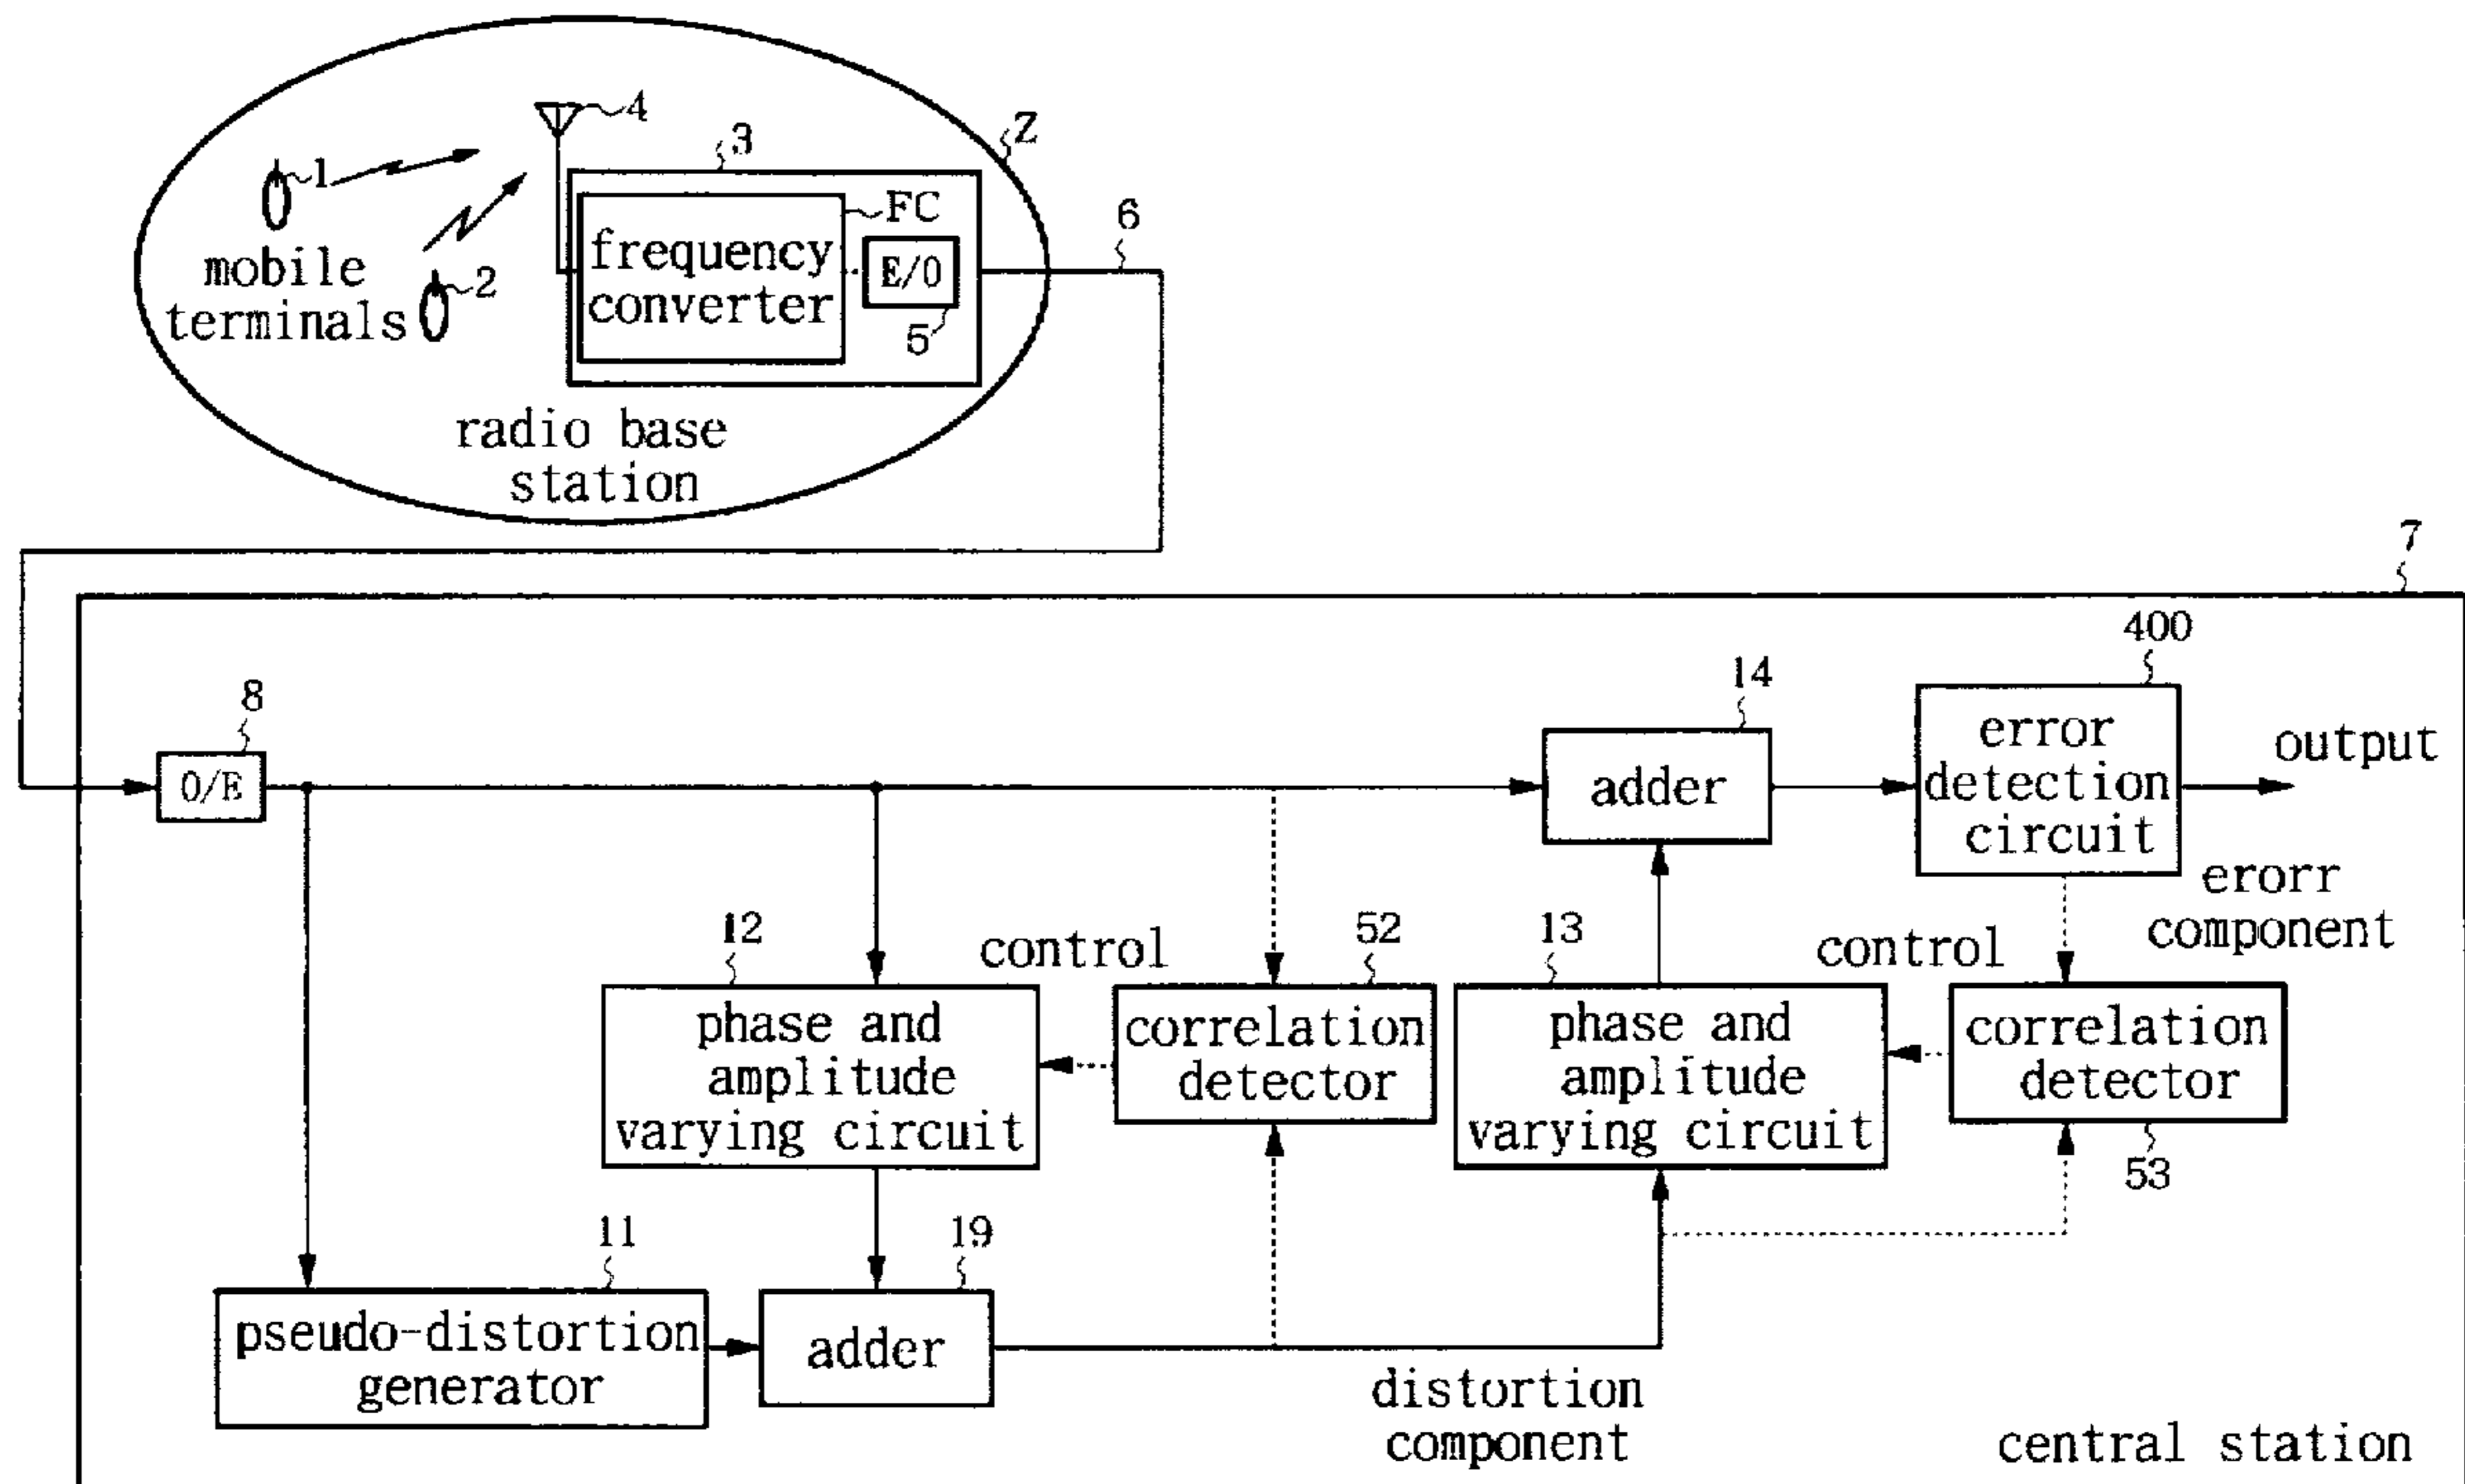 4
3
Z
1
FC
6
frequency
converter
E/O
mobile
terminals
2
5
radio base
station
7
400
14
8
error
detection
circuit
output
O/E
adder
erorr
component
12
control
52
13
control
phase and
amplitude
varying circuit
correlation
detector
phase and
amplitude
varying circuit
correlation
detector
53
11
19
pseudo-distortion
generator
adder
distortion
component
central station